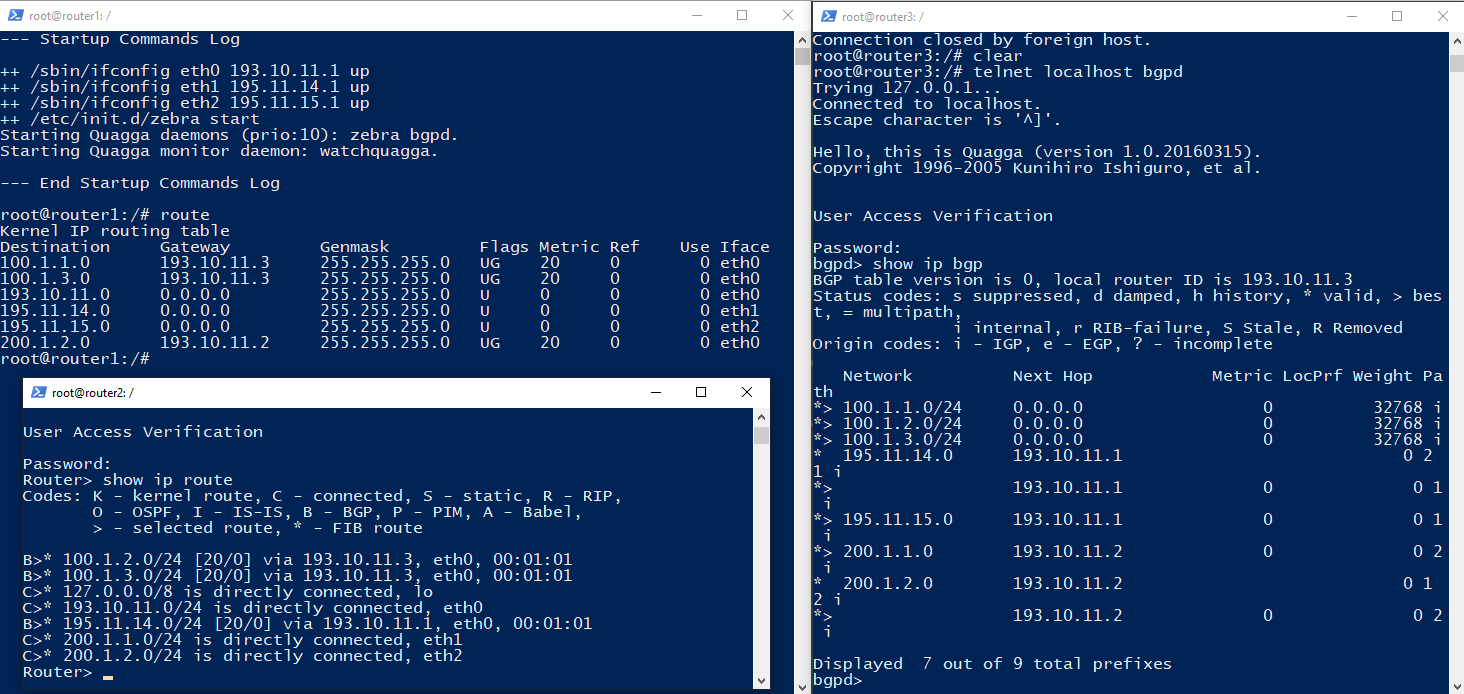 root@router1: /
--- Startup Commands Log
++ /sbin/ifconfig eth0 193.10.11.1 up
++ /sbin/ifconfig eth1 195.11.14.1 up
++ /sbin/ifconfig eth2 195.11.15.1 up
++ /etc/init.d/zebra start
Starting Quagga daemons (prio:10): zebra bgpd.
Starting Quagga monitor daemon: watchquagga.
--- End Startup Commands Log
root@router1:/# route
Kernel IP routing table
Destination     Gateway         Genmask         Flags Metric Ref    Use Iface
100.1.1.0       193.10.11.3     255.255.255.0   UG    20     0        0 eth0
100.1.3.0       193.10.11.3     255.255.255.0   UG    20     0        0 eth0
193.10.11.0     0.0.0.0         255.255.255.0   U     0      0        0 eth0
195.11.14.0     0.0.0.0         255.255.255.0   U     0      0        0 eth1
195.11.15.0     0.0.0.0         255.255.255.0   U     0      0        0 eth2
200.1.2.0       193.10.11.2     255.255.255.0   UG    20     0        0 eth0
root@router1:/#
root@router2: /
User Access Verification
Password:
Router> show ip route
Codes: K - kernel route, C - connected, S - static, R - RIP,
       O - OSPF, I - IS-IS, B - BGP, P - PIM, A - Babel,
       > - selected route, * - FIB route
B>* 100.1.2.0/24 [20/0] via 193.10.11.3, eth0, 00:01:01
B>* 100.1.3.0/24 [20/0] via 193.10.11.3, eth0, 00:01:01
C>* 127.0.0.0/8 is directly connected, lo
C>* 193.10.11.0/24 is directly connected, eth0
B>* 195.11.14.0/24 [20/0] via 193.10.11.1, eth0, 00:01:01
C>* 200.1.1.0/24 is directly connected, eth1
C>* 200.1.2.0/24 is directly connected, eth2
Router>
root@router3: /
Connection closed by foreign host.
root@router3:/# clear
root@router3:/# telnet localhost bgpd
Trying 127.0.0.1...
Connected to localhost.
Escape character is '^]'.
Hello, this is Quagga (version 1.0.20160315).
Copyright 1996-2005 Kunihiro Ishiguro, et al.
User Access Verification
Password:
bgpd> show ip bgp
BGP table version is 0, local router ID is 193.10.11.3
Status codes: s suppressed, d damped, h history, * valid, > bes
t, = multipath,
              i internal, r RIB-failure, S Stale, R Removed
Origin codes: i - IGP, e - EGP, ? - incomplete
   Network          Next Hop            Metric LocPrf Weight Pa
th
*> 100.1.1.0/24     0.0.0.0                  0          32768 i
*> 100.1.2.0/24     0.0.0.0                  0          32768 i
*> 100.1.3.0/24     0.0.0.0                  0          32768 i
*  195.11.14.0      193.10.11.1                            0 2
1 i
*>                  193.10.11.1              0              0 1
 i
*> 195.11.15.0      193.10.11.1              0              0 1
 i
*> 200.1.1.0        193.10.11.2              0              0 2
 i
*  200.1.2.0        193.10.11.2                            0 1
2 i
*>                  193.10.11.2              0              0 2
 i
Displayed  7 out of 9 total prefixes
bgpd>